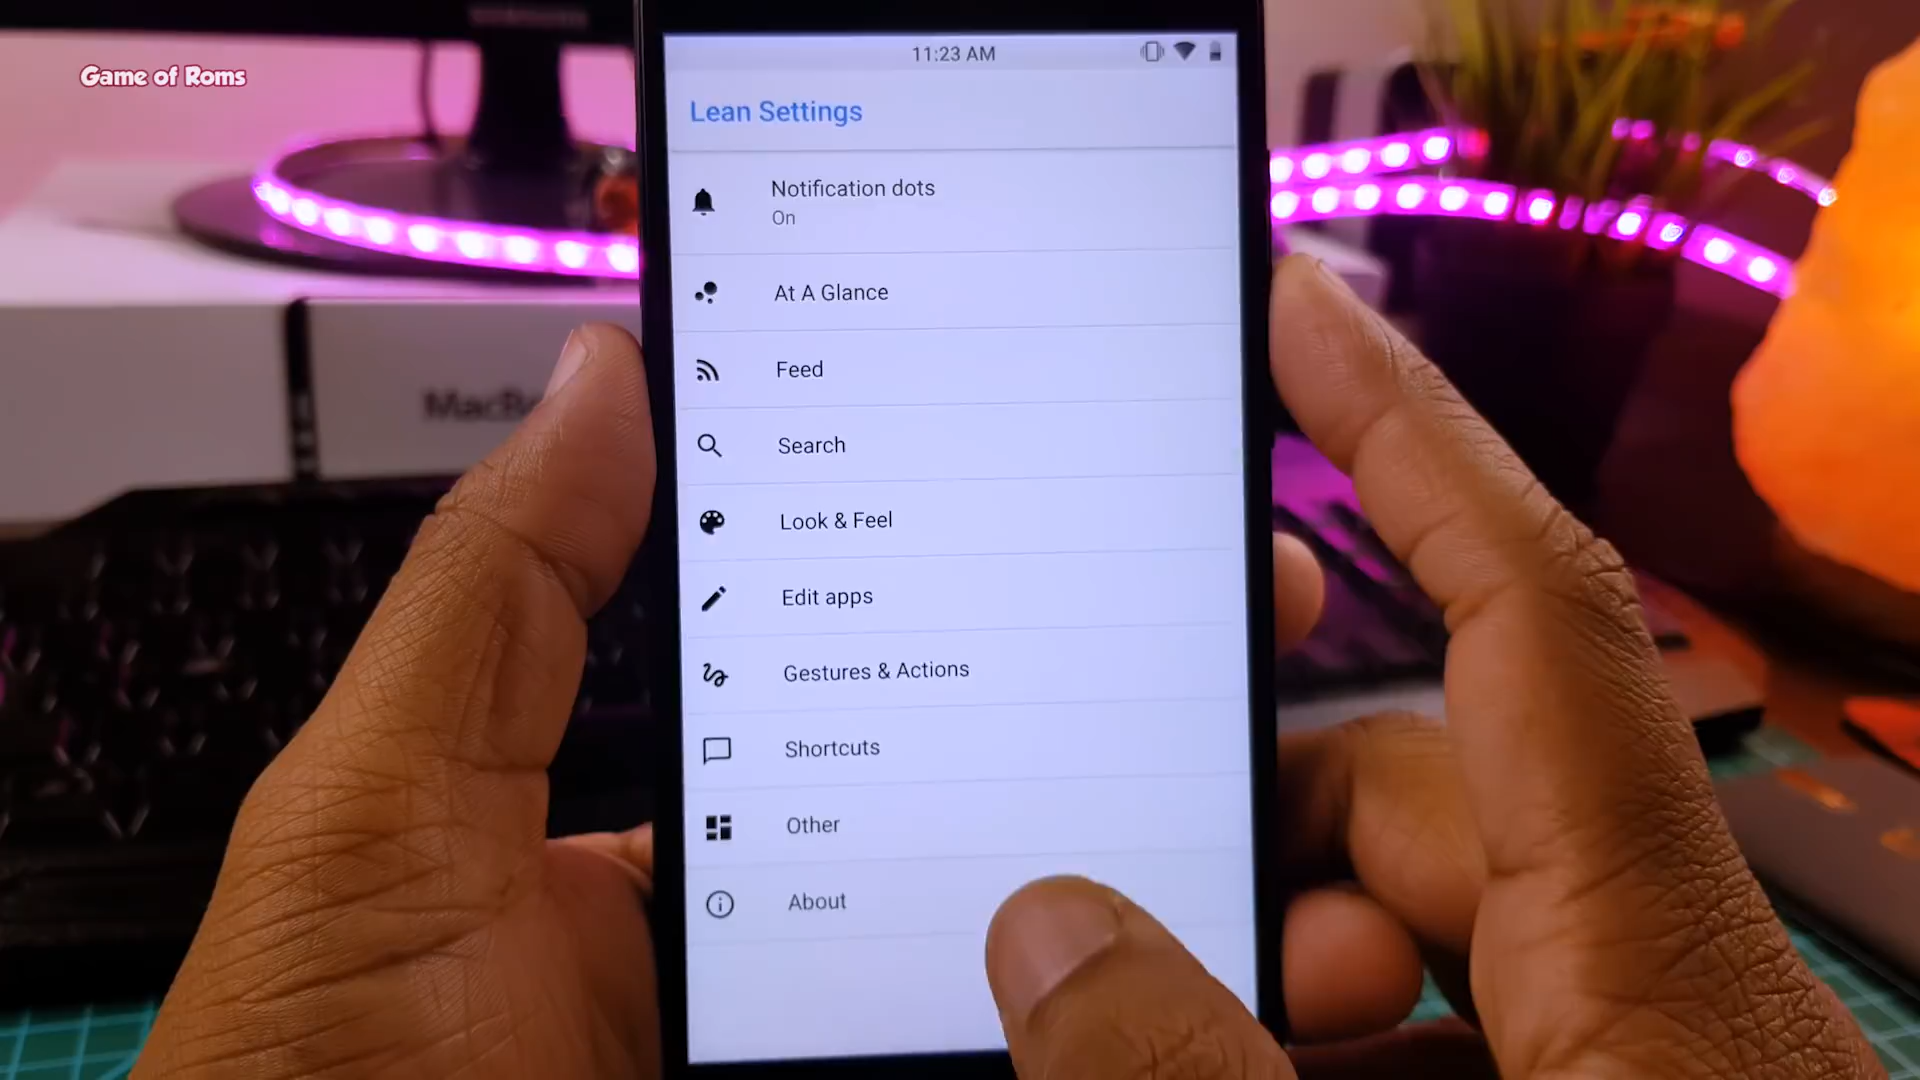 SAMSUNG
Game of Roms
11:23 AM
Lean Settings
Notification dots
On
At A Glance
Feed
Search
Look & Feel
Edit apps
Gestures & Actions
Shortcuts
Other
About